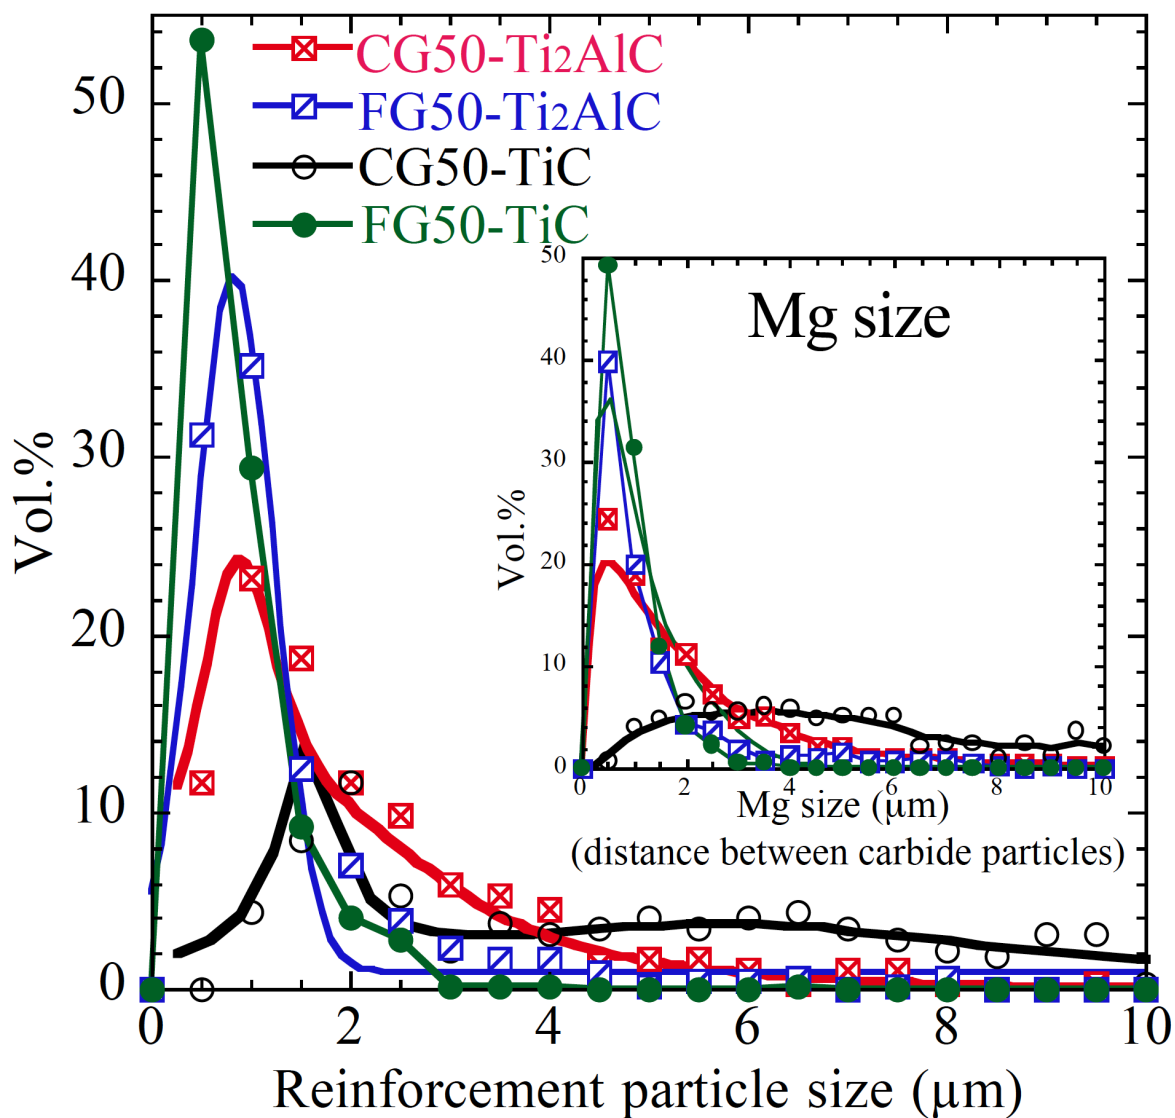 CG50-Ti₂AlC
FG50-Ti₂AlC
CG50-TiC
FG50-TiC
50
40
30
20
10
0
Vol.%
0 2 4 6 8 10
Reinforcement particle size (μm)
Mg size
50
40
30
20
10
0
Vol.%
0 2 4 6 8 10
Mg size (μm)
(distance between carbide particles)